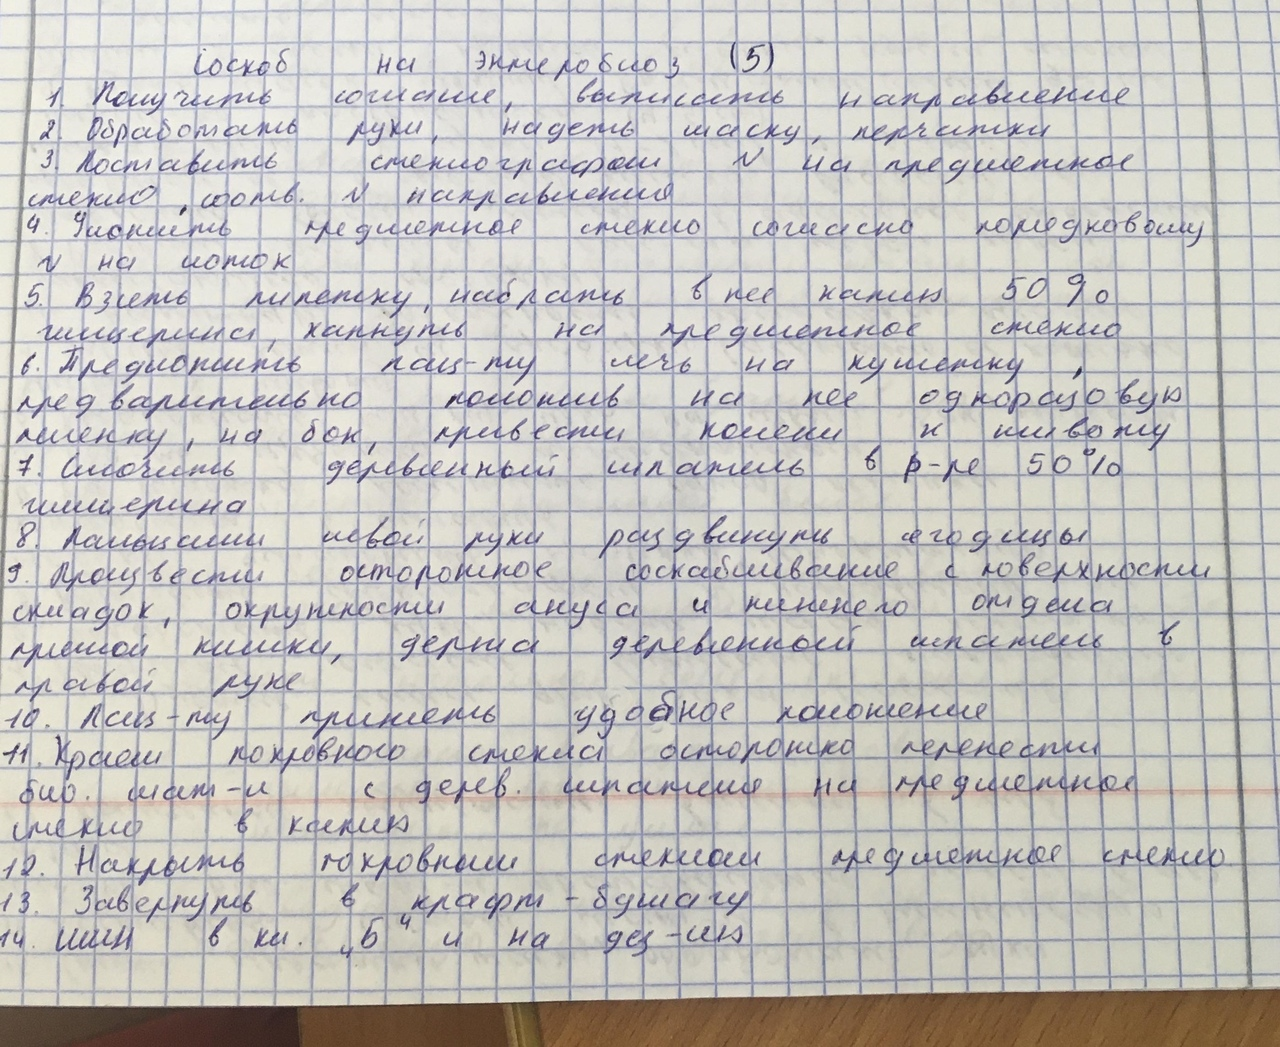 Соскоб на энтеробиоз (5)
1. Получить согласие, выписать направление
2. Обработать руки, надеть маску, перчатки
3. Поставить стеклографом N на предметное
стекло, соотв. N направления
4. Уложить предметное стекло согласно порядковому
N на лоток
5. Взять пипетку, набрать в нее каплю 50%
глицерина, капнуть на предметное стекло
6. Предложить пац-ту лечь на кушетку,
предварительно положив на нее одноразовую
пеленку, на бок, привести колени к животу
7. Смочить деревянный шпатель в р-ре 50%
глицерина
8. Пальцами левой руки раздвинуть ягодицы
9. Произвести осторожное соскабливание с поверхности
складок, окружности ануса и нижнего отдела
прямой кишки, держа деревянный шпатель в
правой руке
10. Пац-ту принять удобное положение
11. Краем покровного стекла осторожно перенести
био. мат-л с дерев. шпателя на предметное
стекло в каплю
12. Накрыть покровным стеклом предметное стекло
13. Завернуть в крафт-бумагу
14. ИМН в кл. „Б“ и на дез-ию